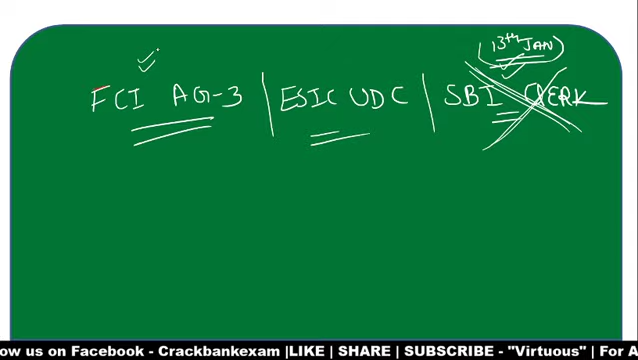 (13th JAN)
FCI AG-3 | ESIC UDC | SBI CLERK
ow us on Facebook - Crackbankexam |LIKE | SHARE | SUBSCRIBE - "Virtuous" | For A